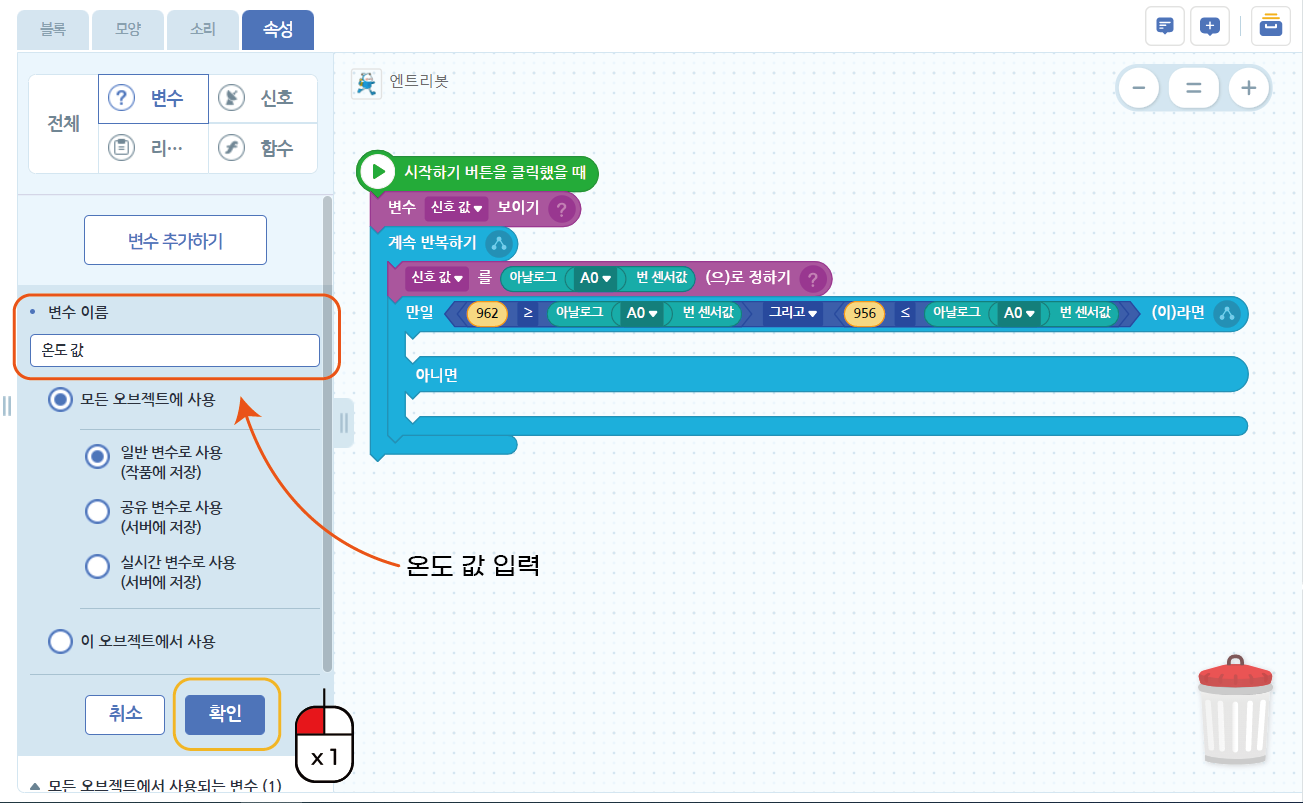 블록 모양 소리 속성
전체
변수 신호
리··· 함수
변수 추가하기
변수 이름
온도 값
모든 오브젝트에 사용
일반 변수로 사용
(작품에 저장)
공유 변수로 사용
(서버에 저장)
실시간 변수로 사용
(서버에 저장)
이 오브젝트에서 사용
취소 확인
x 1
모든 오브젝트에서 사용되는 변수 (1)
엔트리봇
시작하기 버튼을 클릭했을 때
변수 신호 값 보이기 ?
계속 반복하기
신호 값 를 아날로그 A0 번 센서값 (으)로 정하기 ?
만일 962 ≥ 아날로그 A0 번 센서값 그리고 956 ≤ 아날로그 A0 번 센서값 (이)라면
아니면
온도 값 입력